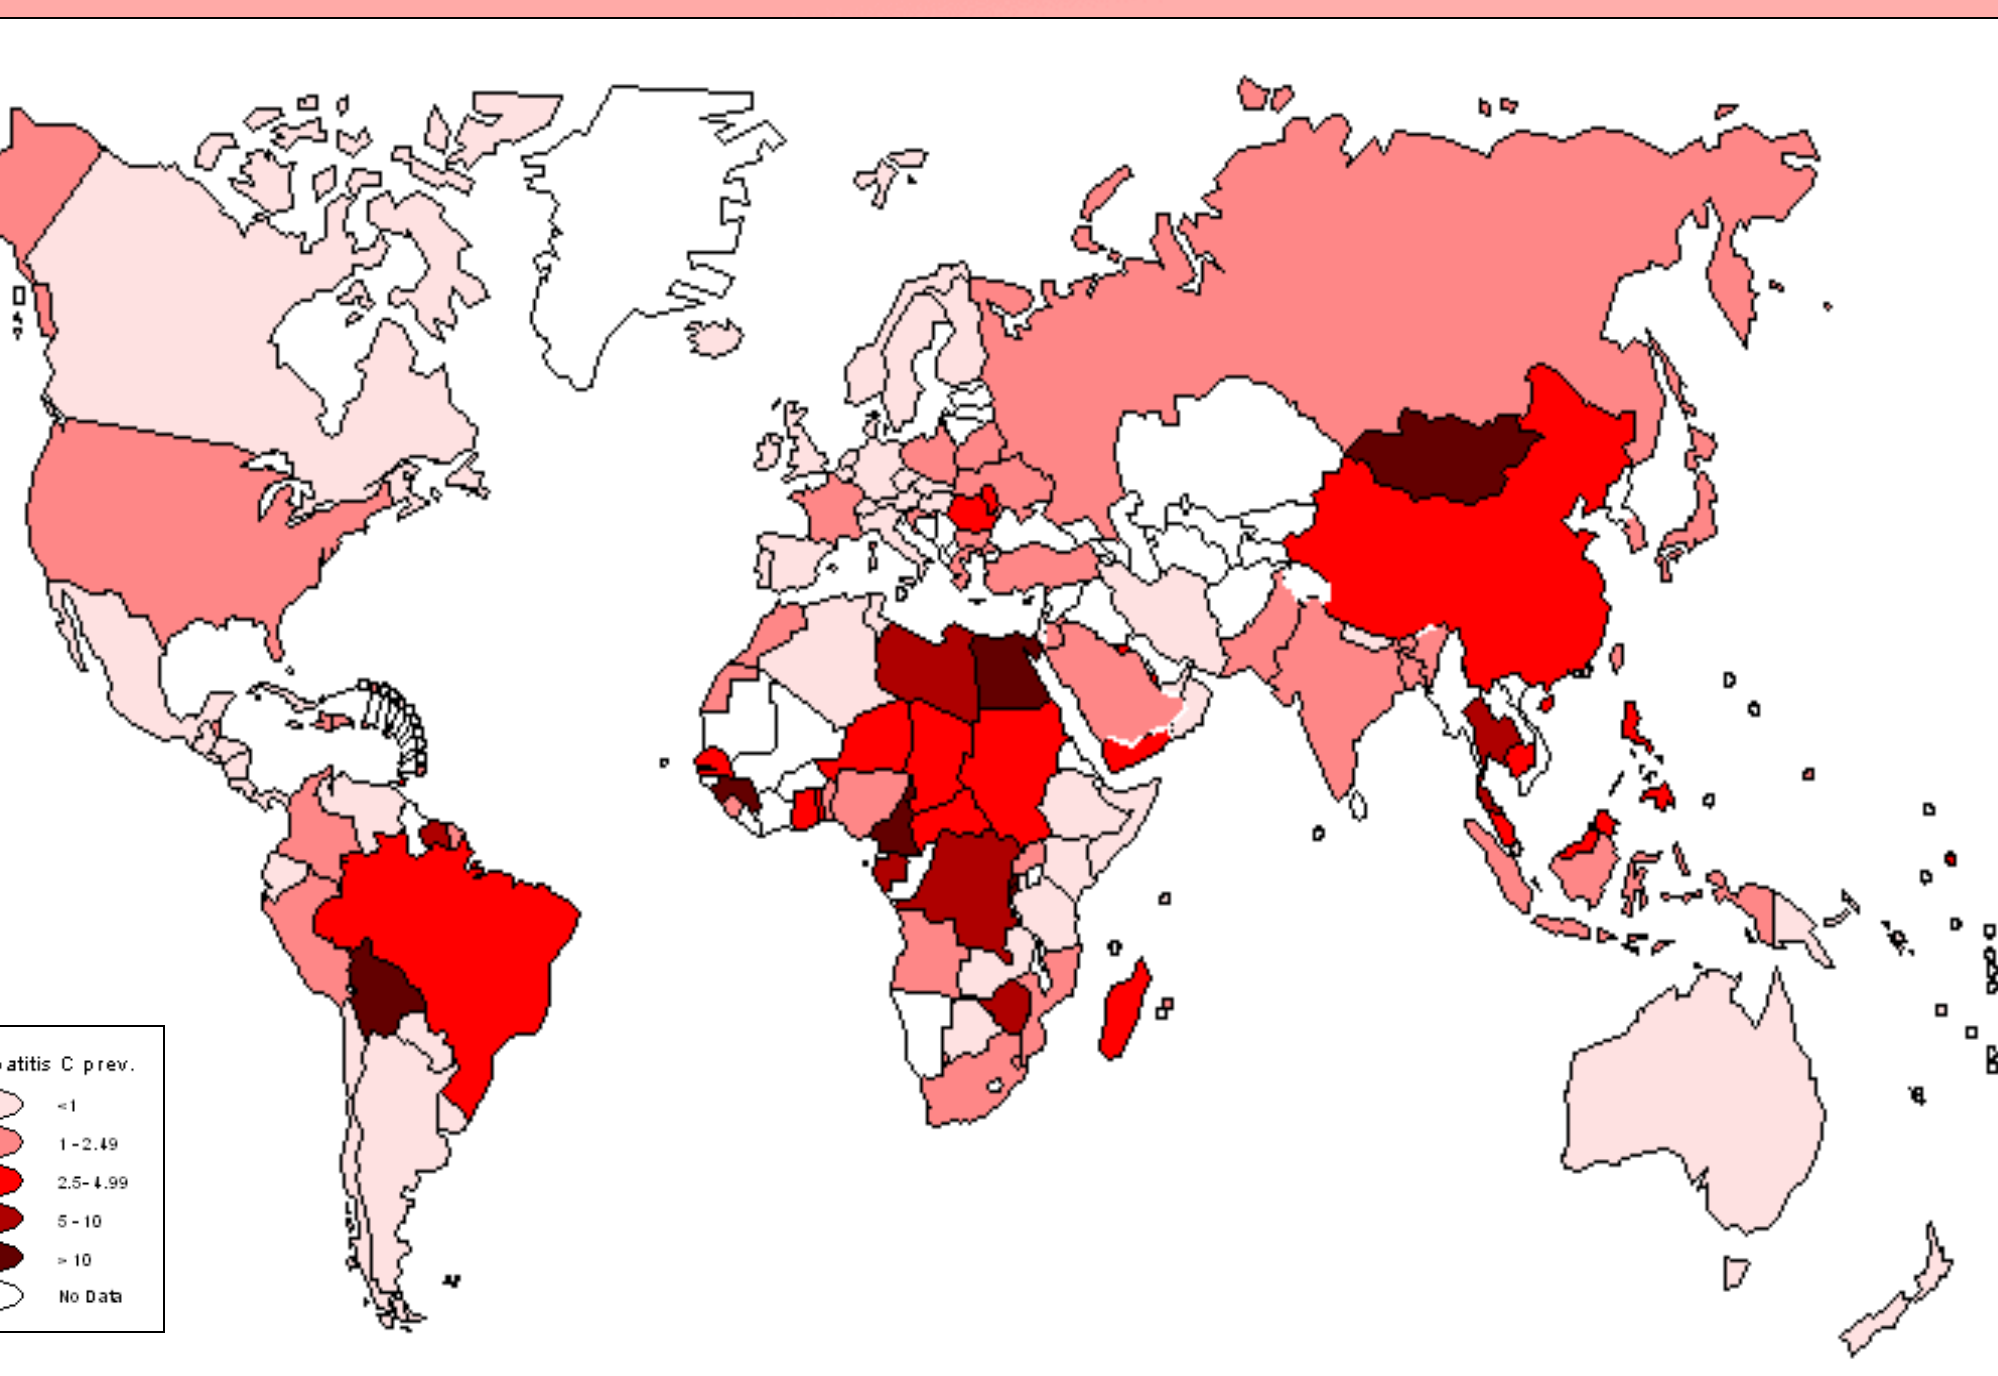 atitis C prev.
<1
1-2.49
2.5-4.99
5-10
>10
No Data